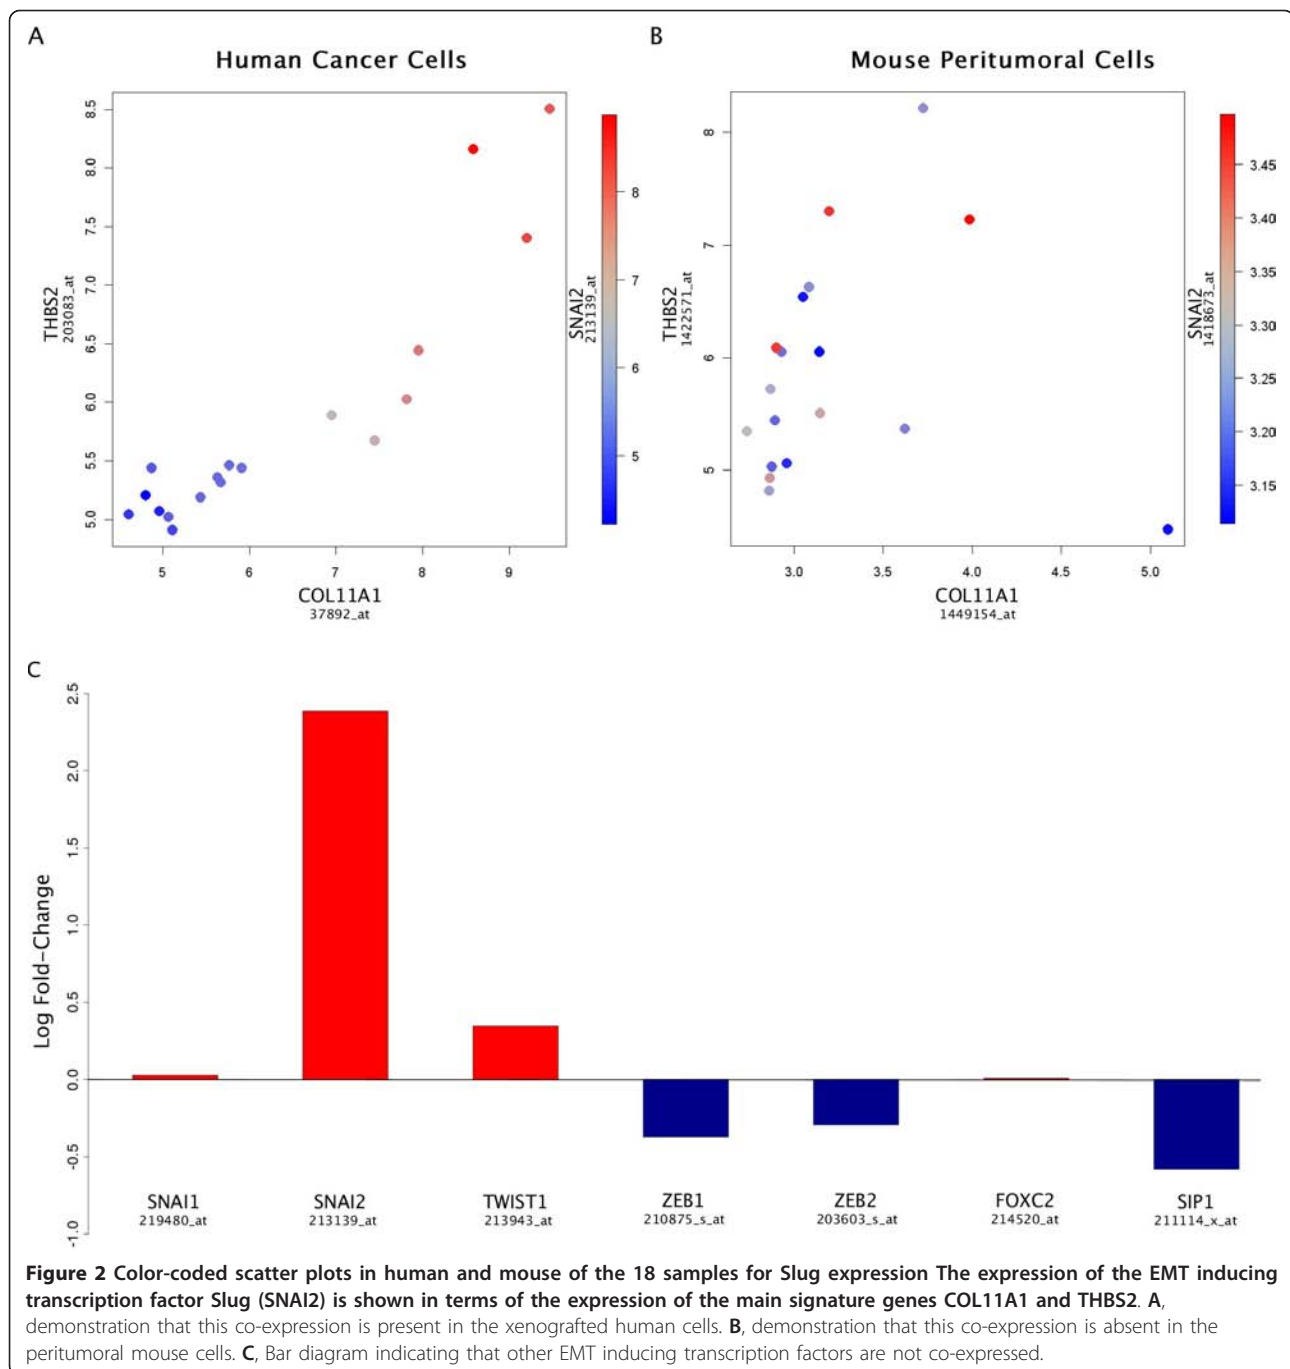 A
Human Cancer Cells
8.5
8.0
7.5
7.0
6.5
6.0
5.5
5.0
THBS2
203083_at
5
6
7
8
9
COL11A1
37892_at
8
7
6
5
SNAI2
213139_at
B
Mouse Peritumoral Cells
8
7
6
5
THBS2
1422571_at
3.0
3.5
4.0
4.5
5.0
COL11A1
1449154_at
3.45
3.40
3.35
3.30
3.25
3.20
3.15
SNAI2
1418673_at
C
2.5
2.0
1.5
1.0
0.5
0.0
-0.5
-1.0
Log Fold-Change
SNAI1
219480_at
SNAI2
213139_at
TWIST1
213943_at
ZEB1
210875_s_at
ZEB2
203603_s_at
FOXC2
214520_at
SIP1
211114_x_at
Figure 2 Color-coded scatter plots in human and mouse of the 18 samples for Slug expression The expression of the EMT inducing
transcription factor Slug (SNAI2) is shown in terms of the expression of the main signature genes COL11A1 and THBS2. A,
demonstration that this co-expression is present in the xenografted human cells. B, demonstration that this co-expression is absent in the
peritumoral mouse cells. C, Bar diagram indicating that other EMT inducing transcription factors are not co-expressed.